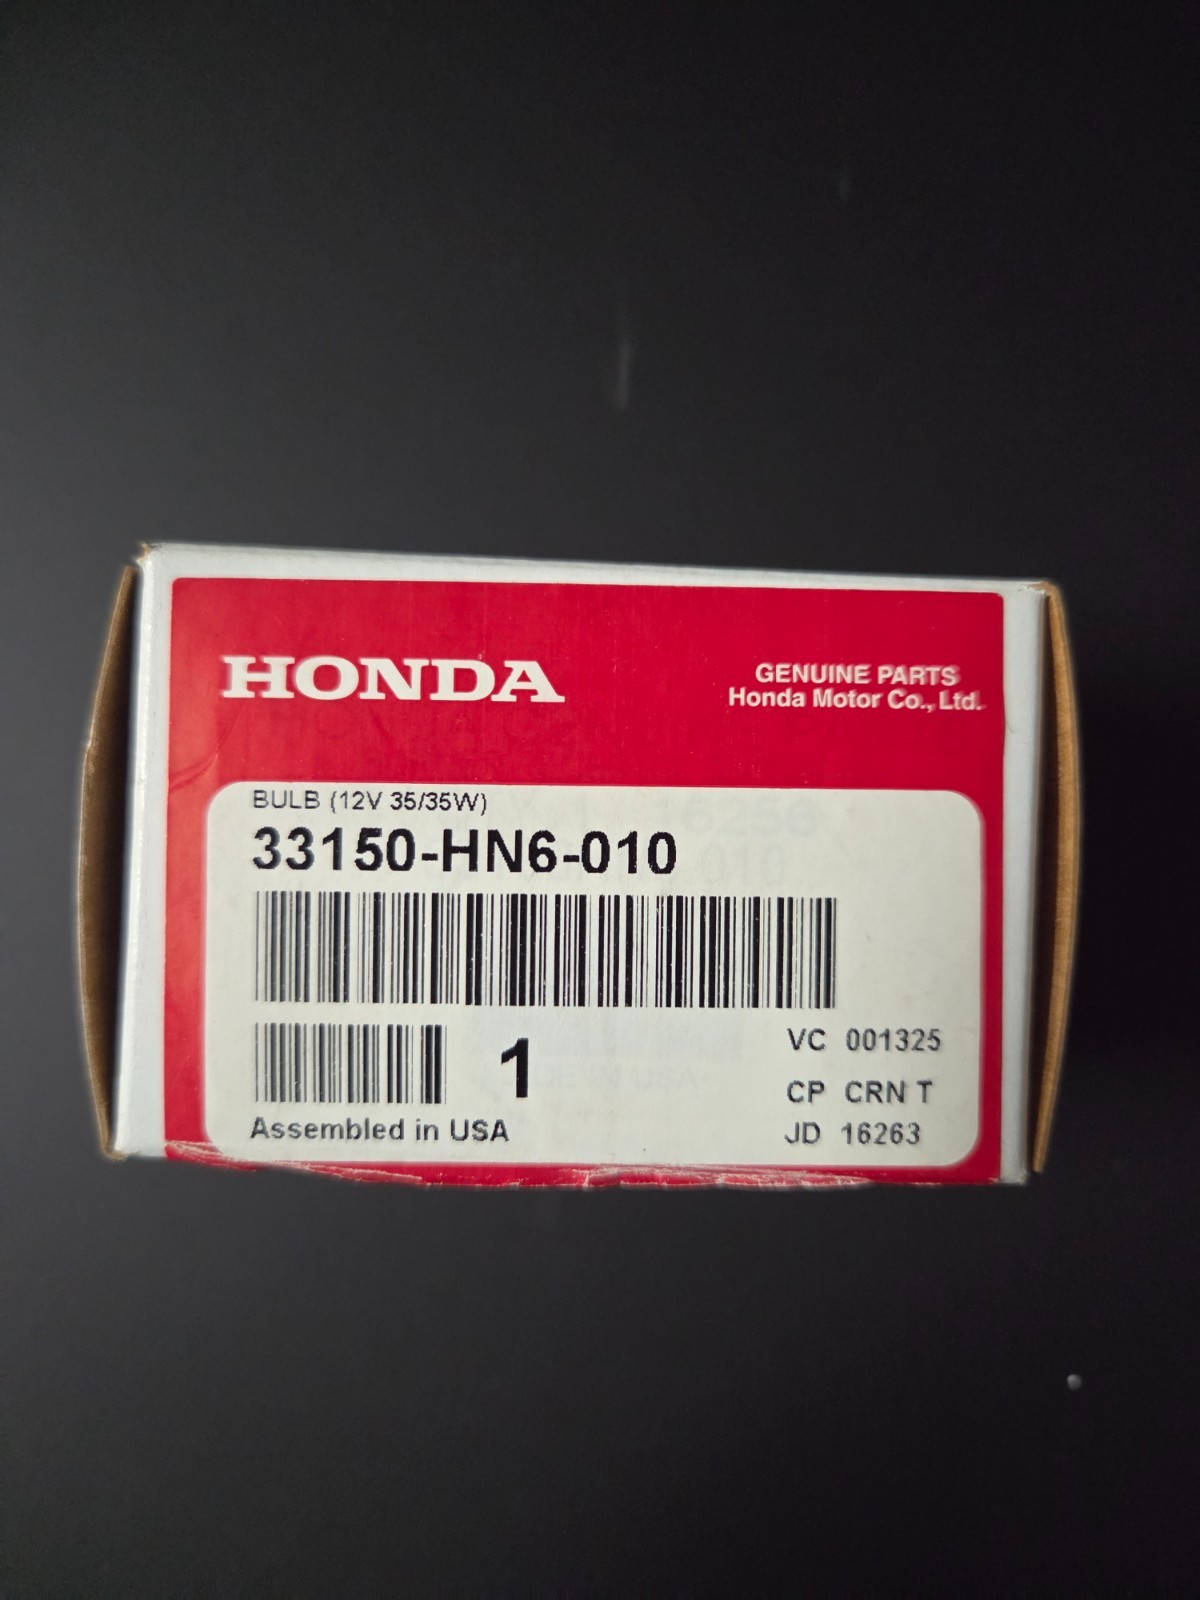 HONDA
GENUINE PARTS
Honda Motor Co., Ltd.
BULB (12V 35/35W)
33150-HN6-010
1
VC 001325
CP CRN T
Assembled in USA
JD 16263